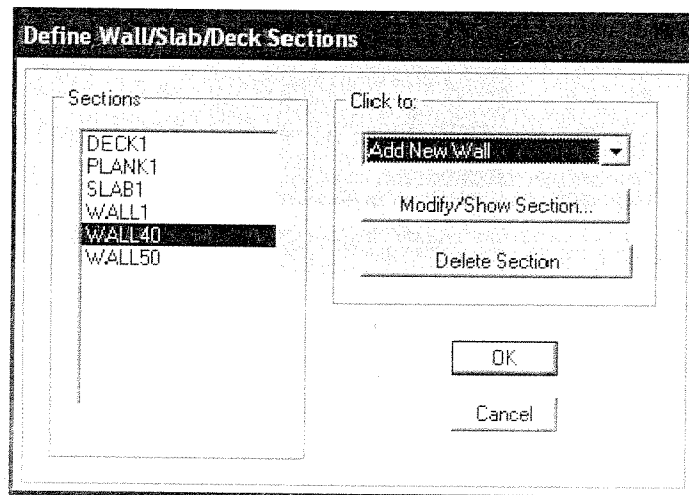 Define Wall/Slab/Deck Sections
Sections
DECK1
PLANK1
SLAB1
WALL1
WALL40
WALL50
Click to:
Add New Wall
Modify/Show Section...
Delete Section
OK
Cancel